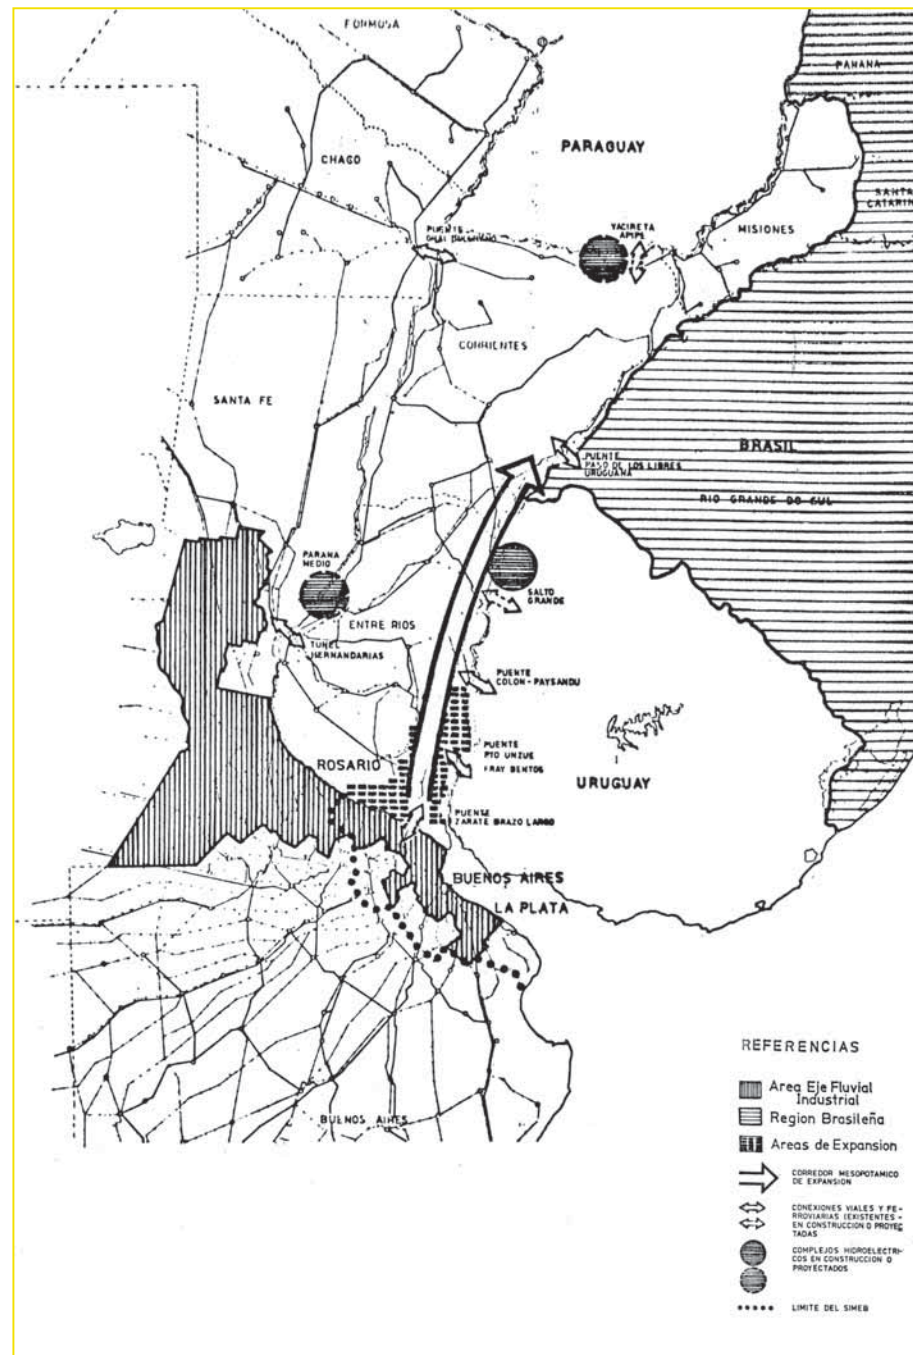 FORMOSA
PARANA
PARAGUAY
CHACO
SANTA
CATARIN
MISIONES
YACIRETA
APIPE
PUENTE
GRAL BELGRANO
CORRIENTES
SANTA FE
BRASIL
PUENTE
PASO DE LOS LIBRES
URUGUANA
RIO GRANDE DO SUL
PARANA
MEDIO
SALTO
GRANDE
ENTRE RIOS
TUNEL
HERNANDARIAS
PUENTE
COLON-PAYSANDU
PUENTE
PTO UNZUE
FRAY BENTOS
ROSARIO
URUGUAY
PUENTE
ZARATE BRAZO LARGO
BUENOS AIRES
LA PLATA
BUENOS AIRES
REFERENCIAS
Area Eje Fluvial
Industrial
Region Brasileña
Areas de Expansion
CORREDOR MESOPOTAMICO
DE EXPANSION
CONEXIONES VIALES Y FE-
RROVIARIAS (EXISTENTES -
EN CONSTRUCCION O PROYEC
TADAS
COMPLEJOS HIDROELECTRI-
COS EN CONSTRUCCION O
PROYECTADOS
LIMITE DEL SIMEB